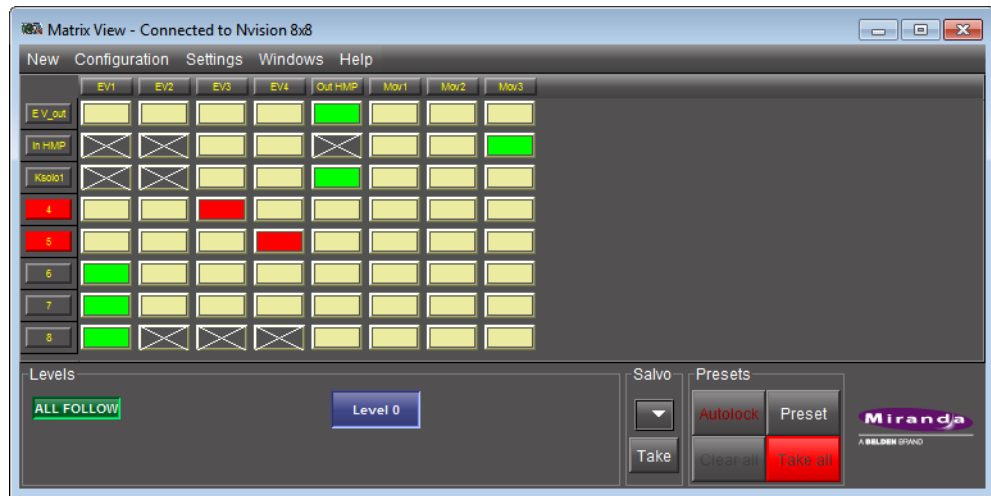 Matrix View - Connected to Nvision 8x8
New Configuration Settings Windows Help
EV1 EV2 EV3 EV4 Out HMP Mov1 Mov2 Mov3
E V_out
In HMP
Ksolo1
4
5
6
7
8
Levels
ALL FOLLOW
Level 0
Salvo
Take
Presets
Autolock Preset
Clear all Take all
Miranda
A BELDEN BRAND